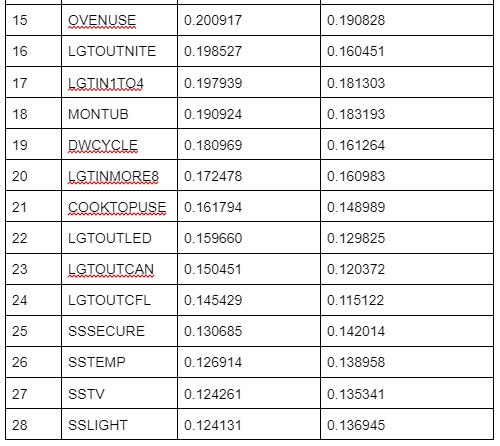 15 OVENUSE 0.200917 0.190828
16 LGTOUTNITE 0.198527 0.160451
17 LGTIN1TO4 0.197939 0.181303
18 MONTUB 0.190924 0.183193
19 DWCYCLE 0.180969 0.161264
20 LGTINMORE8 0.172478 0.160983
21 COOKTOPUSE 0.161794 0.148989
22 LGTOUTLED 0.159660 0.129825
23 LGTOUTCAN 0.150451 0.120372
24 LGTOUTCFL 0.145429 0.115122
25 SSSECURE 0.130685 0.142014
26 SSTEMP 0.126914 0.138958
27 SSTV 0.124261 0.135341
28 SSLIGHT 0.124131 0.136945